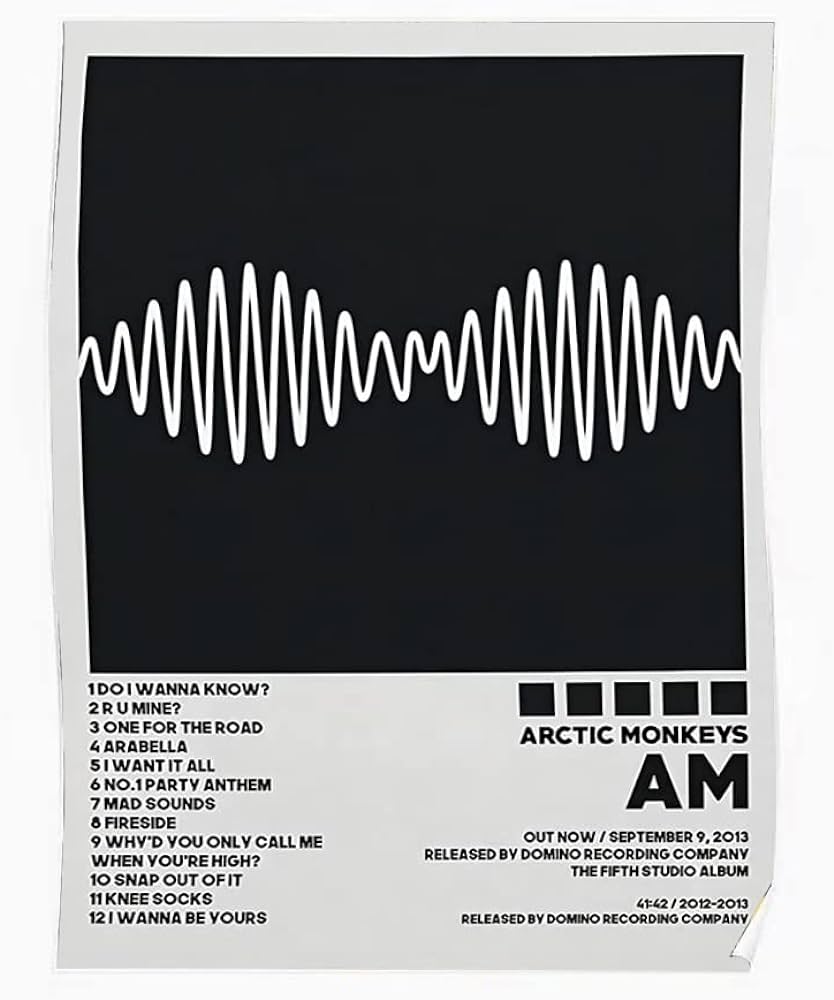 1 DO I WANNA KNOW?
2 R U MINE?
3 ONE FOR THE ROAD
4 ARABELLA
5 I WANT IT ALL
6 NO.1 PARTY ANTHEM
7 MAD SOUNDS
8 FIRESIDE
9 WHY'D YOU ONLY CALL ME
WHEN YOU'RE HIGH?
10 SNAP OUT OF IT
11 KNEE SOCKS
12 I WANNA BE YOURS
ARCTIC MONKEYS
AM
OUT NOW / SEPTEMBER 9, 2013
RELEASED BY DOMINO RECORDING COMPANY
THE FIFTH STUDIO ALBUM
41:42 / 2012-2013
RELEASED BY DOMINO RECORDING COMPANY